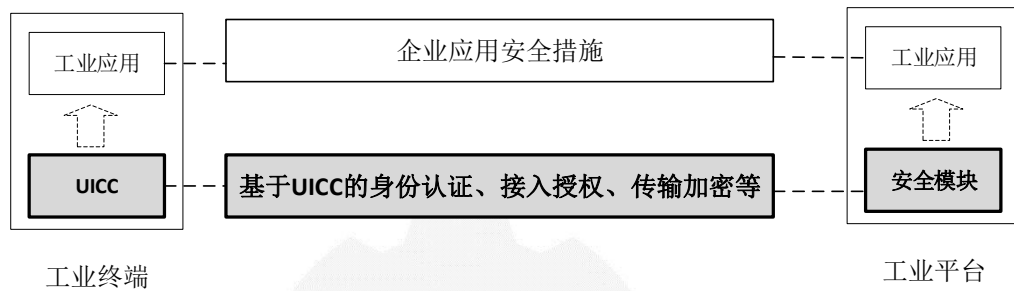 工业应用
企业应用安全措施
工业应用
UICC
基于UICC的身份认证、接入授权、传输加密等
安全模块
工业终端
工业平台